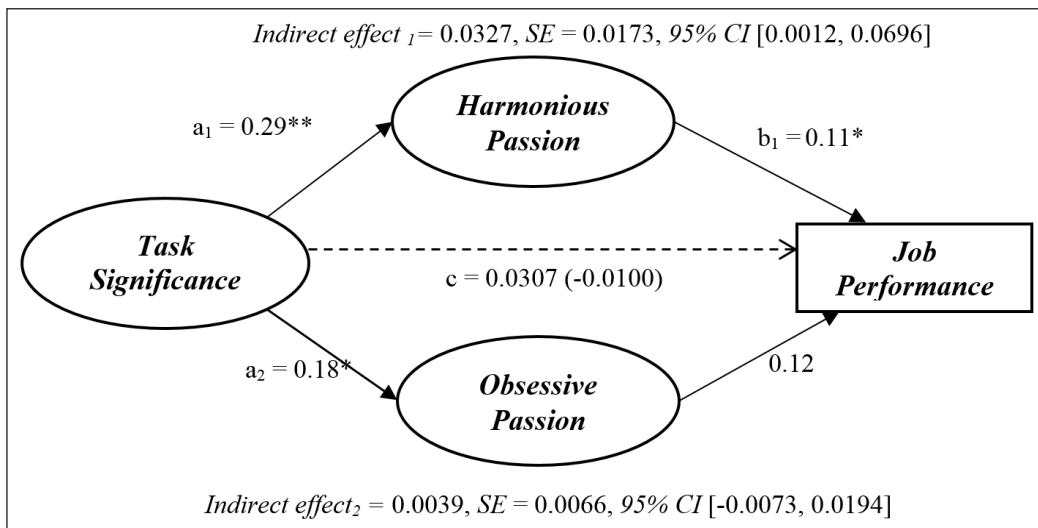 Indirect effect 1= 0.0327, SE = 0.0173, 95% CI [0.0012, 0.0696]
Harmonious
Passion
a1 = 0.29**
b1 = 0.11*
Task
Significance
c = 0.0307 (-0.0100)
Job
Performance
a2 = 0.18*
0.12
Obsessive
Passion
Indirect effect2 = 0.0039, SE = 0.0066, 95% CI [-0.0073, 0.0194]